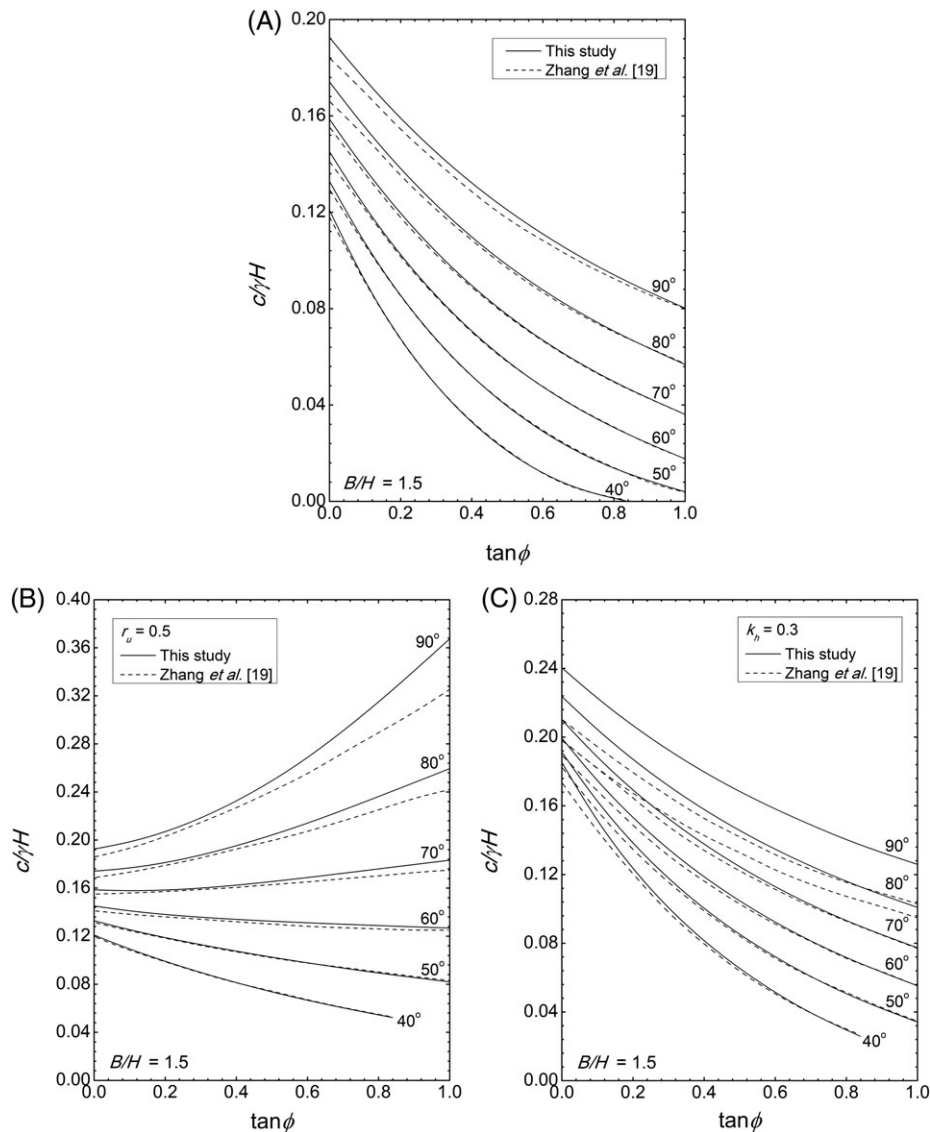 (A)
0.20
0.16
0.12
0.08
0.04
0.00
c/γH
This study
Zhang et al. [19]
90°
80°
70°
60°
50°
40°
B/H = 1.5
0.0 0.2 0.4 0.6 0.8 1.0
tanϕ
(B)
0.40
0.36
0.32
0.28
0.24
0.20
0.16
0.12
0.08
0.04
0.00
c/γH
r_u = 0.5
This study
Zhang et al. [19]
90°
80°
70°
60°
50°
40°
B/H = 1.5
0.0 0.2 0.4 0.6 0.8 1.0
tanϕ
(C)
0.28
0.24
0.20
0.16
0.12
0.08
0.04
0.00
c/γH
k_h = 0.3
This study
Zhang et al. [19]
90°
80°
70°
60°
50°
40°
B/H = 1.5
0.0 0.2 0.4 0.6 0.8 1.0
tanϕ